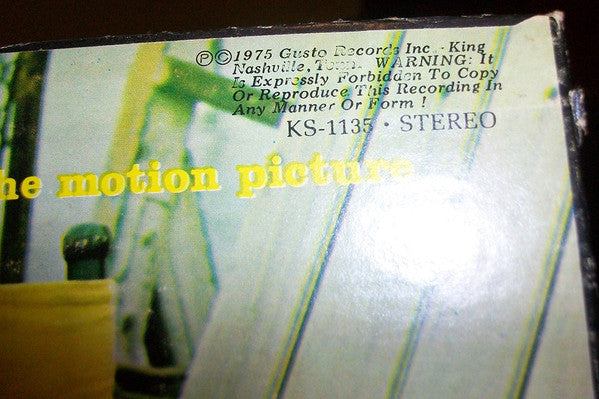 ⓅⒸ1975 Gusto Records Inc. - King
Nashville, Tenn. WARNING: It
Is Expressly Forbidden To Copy
Or Reproduce This Recording In
Any Manner Or Form !
KS-1135 • STEREO
he motion picture